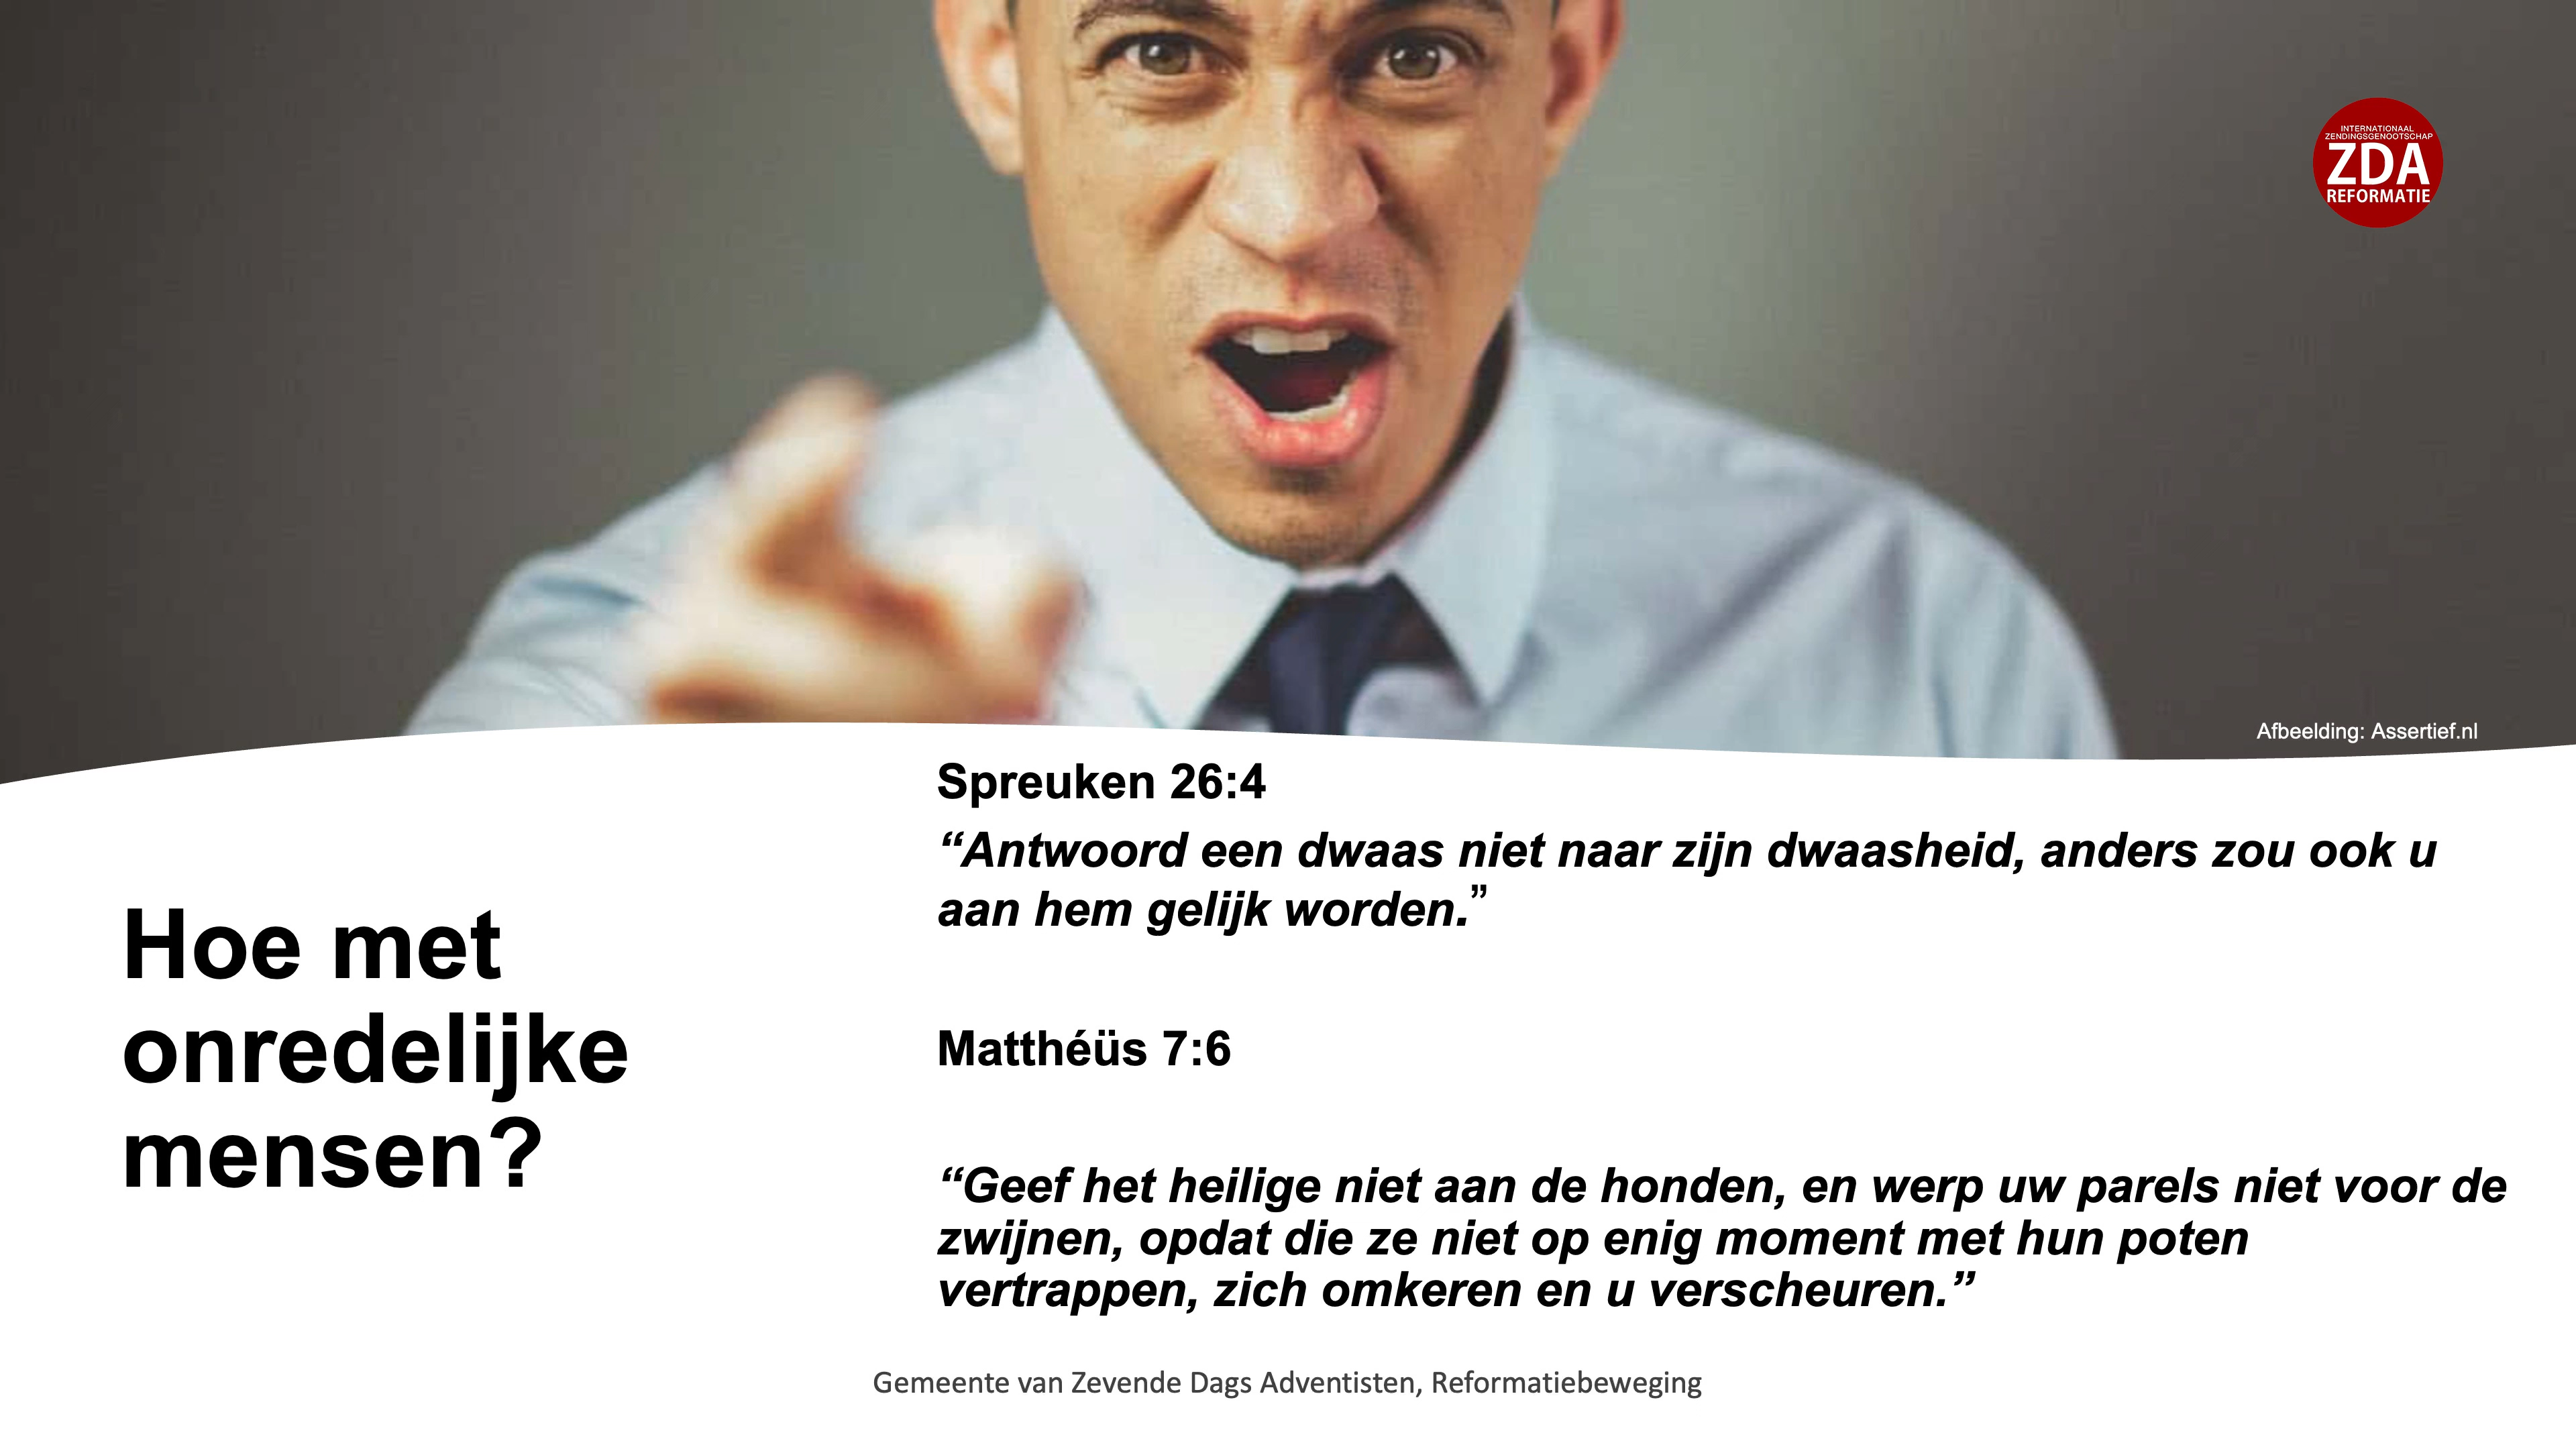 INTERNATIONAAL
ZENDINGSGENOOTSCHAP
ZDA
REFORMATIE
Afbeelding: Assertief.nl
Hoe met
onredelijke
mensen?
Spreuken 26:4
“Antwoord een dwaas niet naar zijn dwaasheid, anders zou ook u
aan hem gelijk worden.”
Matthéüs 7:6
“Geef het heilige niet aan de honden, en werp uw parels niet voor de
zwijnen, opdat die ze niet op enig moment met hun poten
vertrappen, zich omkeren en u verscheuren.”
Gemeente van Zevende Dags Adventisten, Reformatiebeweging